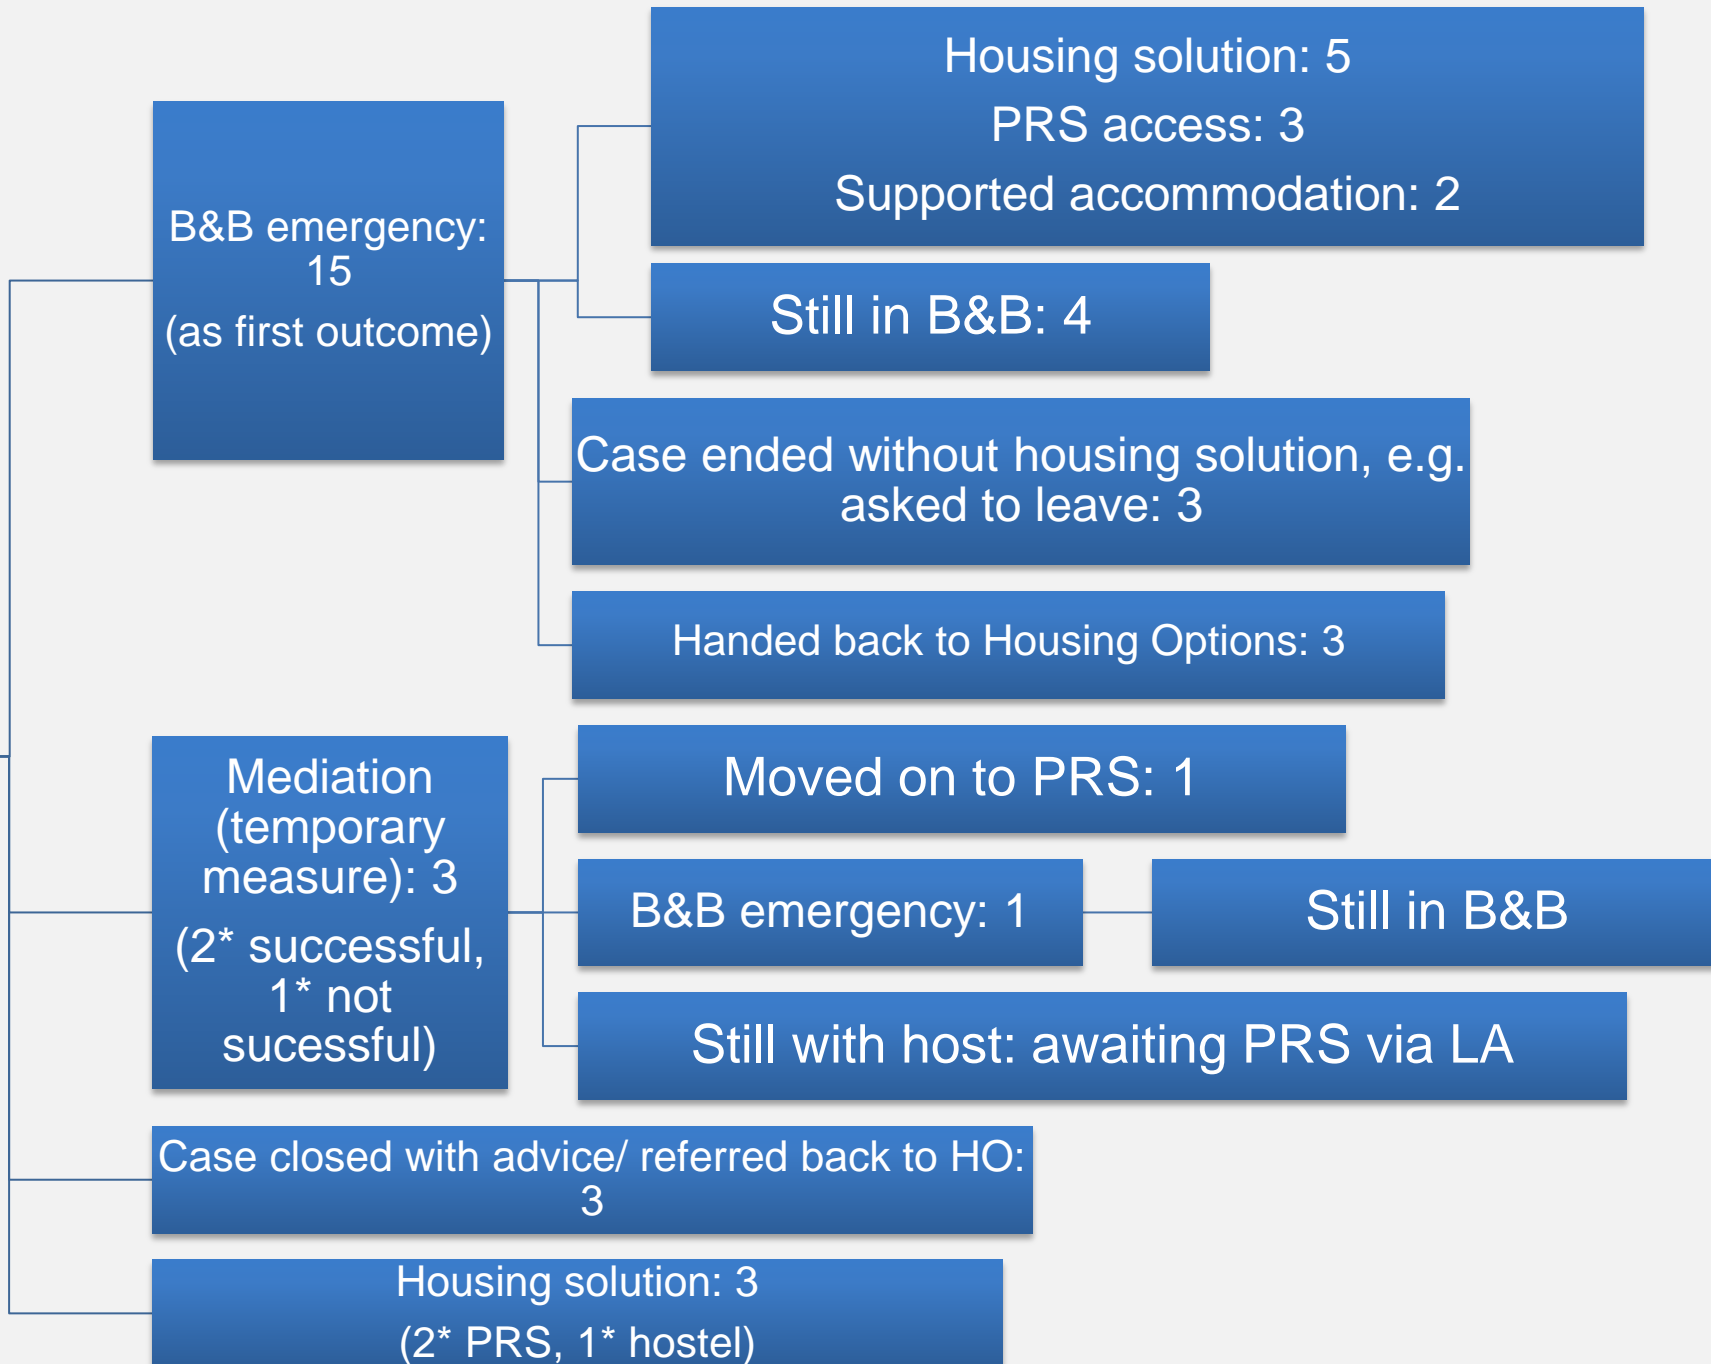 B&B emergency:
15
(as first outcome)
Housing solution: 5
PRS access: 3
Supported accommodation: 2
Still in B&B: 4
Case ended without housing solution, e.g.
asked to leave: 3
Handed back to Housing Options: 3
Mediation
(temporary
measure): 3
(2* successful,
1* not
sucessful)
Moved on to PRS: 1
B&B emergency: 1
Still in B&B
Still with host: awaiting PRS via LA
Case closed with advice/ referred back to HO:
3
Housing solution: 3
(2* PRS, 1* hostel)